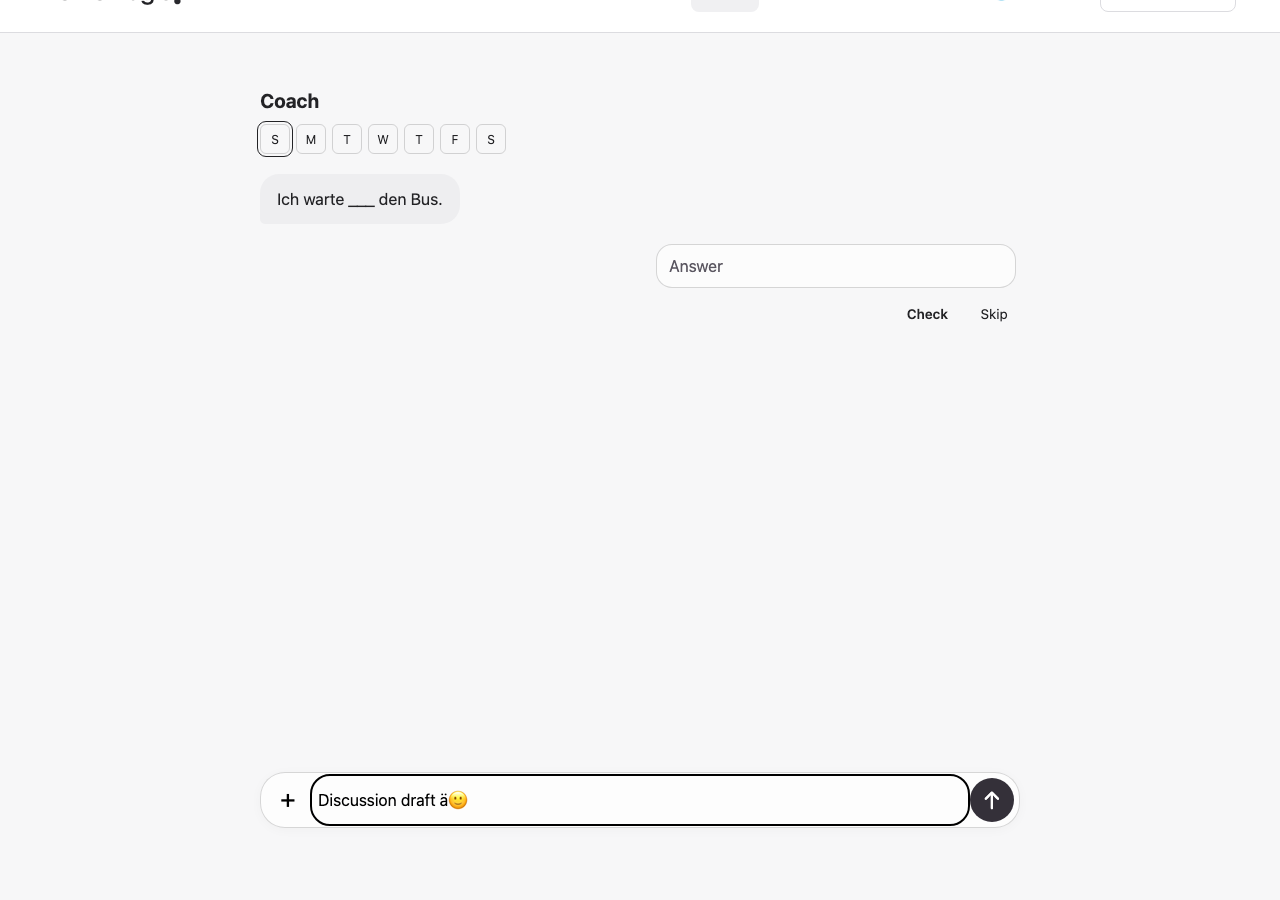 Coach
S M T W T F S
Ich warte ___ den Bus.
Answer
Check Skip
Discussion draft ä🙂